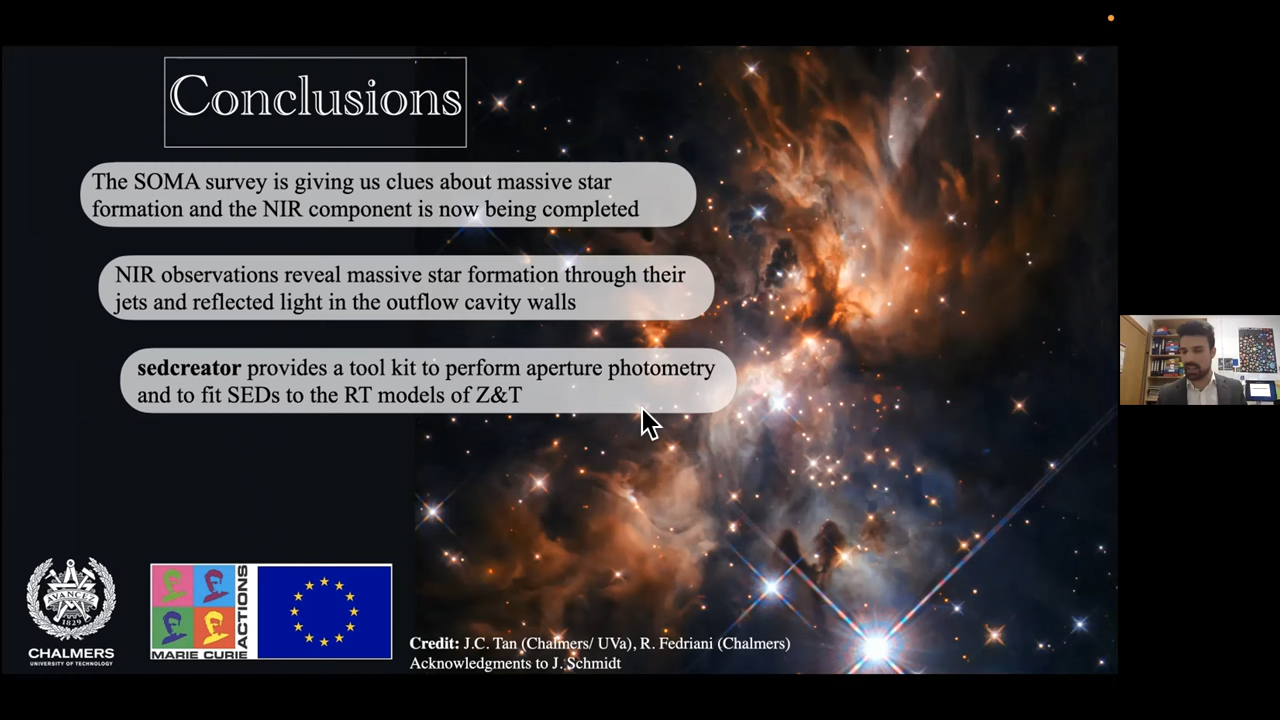 Conclusions
The SOMA survey is giving us clues about massive star
formation and the NIR component is now being completed
NIR observations reveal massive star formation through their
jets and reflected light in the outflow cavity walls
sedcreator provides a tool kit to perform aperture photometry
and to fit SEDs to the RT models of Z&T
AVANCEZ
1829
CHALMERS
UNIVERSITY OF TECHNOLOGY
MARIE CURIE
ACTIONS
Credit: J.C. Tan (Chalmers/ UVa), R. Fedriani (Chalmers)
Acknowledgments to J. Schmidt